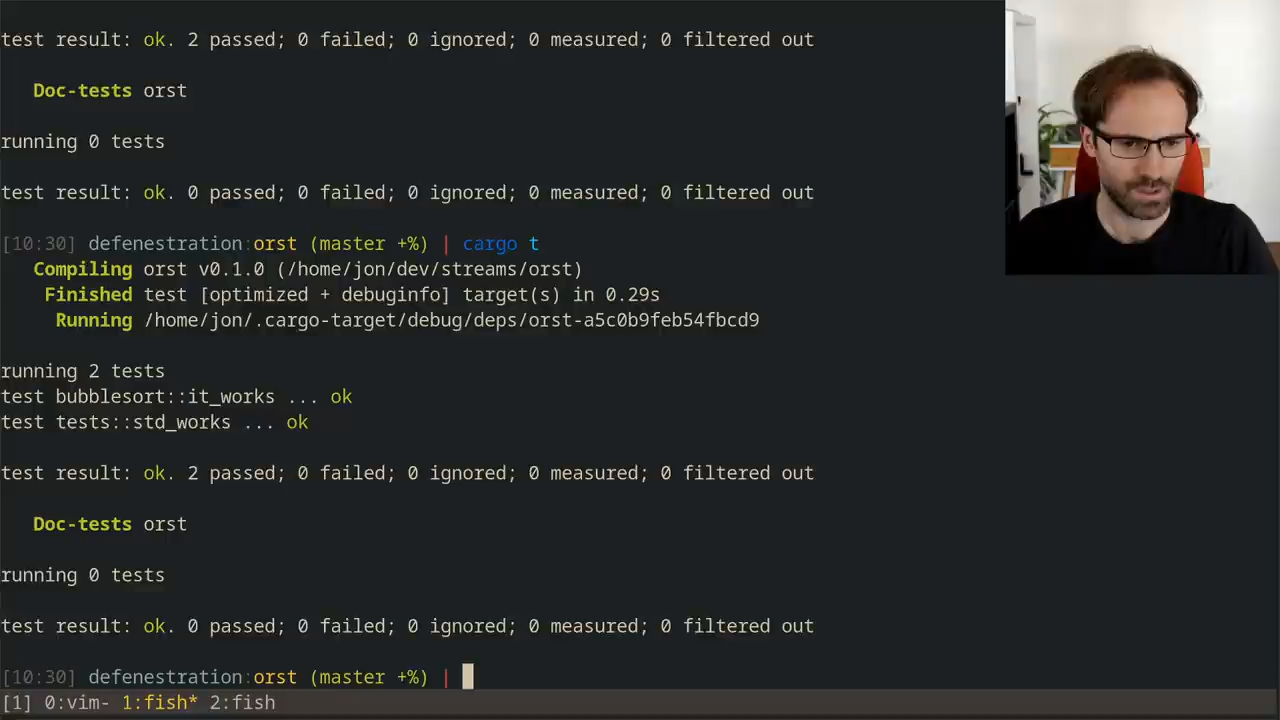 test result: ok. 2 passed; 0 failed; 0 ignored; 0 measured; 0 filtered out
Doc-tests orst
running 0 tests
test result: ok. 0 passed; 0 failed; 0 ignored; 0 measured; 0 filtered out
[10:30] defenestration:orst (master +%) | cargo t
Compiling orst v0.1.0 (/home/jon/dev/streams/orst)
Finished test [optimized + debuginfo] target(s) in 0.29s
Running /home/jon/.cargo-target/debug/deps/orst-a5c0b9feb54fbcd9
running 2 tests
test bubblesort::it_works ... ok
test tests::std_works ... ok
test result: ok. 2 passed; 0 failed; 0 ignored; 0 measured; 0 filtered out
Doc-tests orst
running 0 tests
test result: ok. 0 passed; 0 failed; 0 ignored; 0 measured; 0 filtered out
[10:30] defenestration:orst (master +%) |
[1] 0:vim- 1:fish* 2:fish